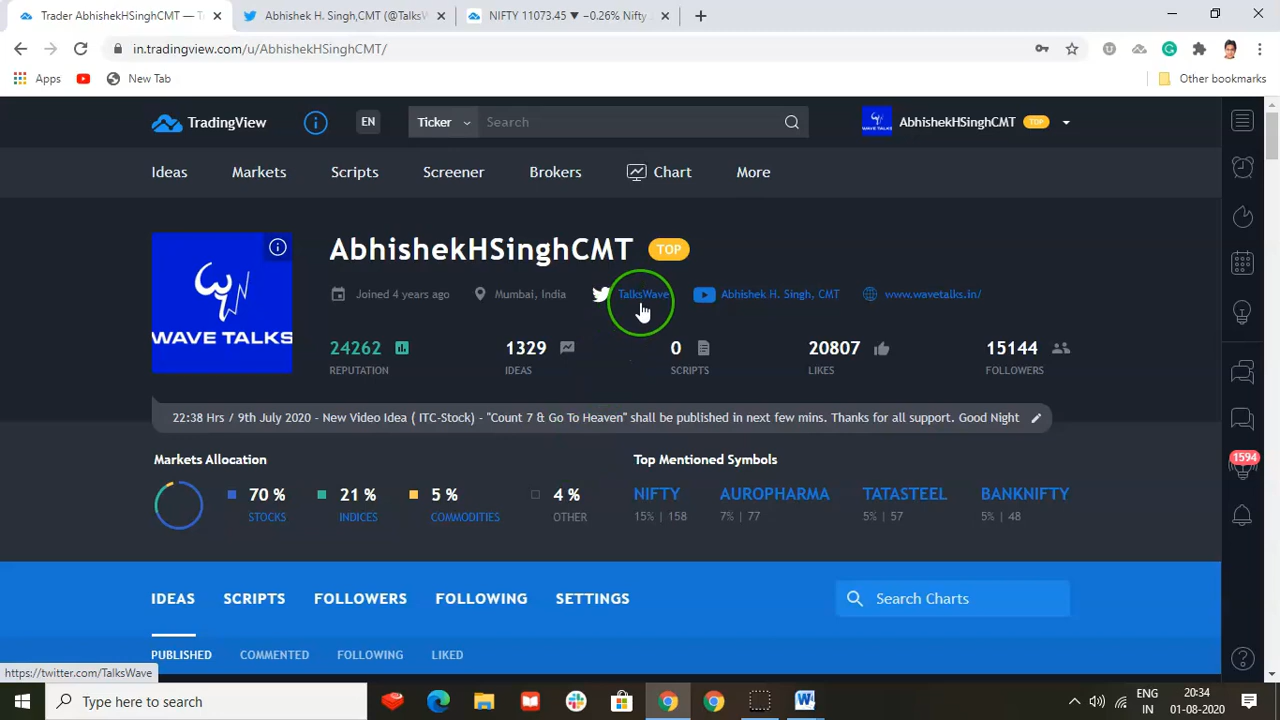 Trader AbhishekHSinghCMT — Tra
Abhishek H. Singh,CMT (@TalksW
NIFTY 11073.45 ▼ −0.26% Nifty
in.tradingview.com/u/AbhishekHSinghCMT/
Apps
New Tab
Other bookmarks
TradingView
EN
Ticker
Search
WAVE TALKS
AbhishekHSinghCMT
TOP
Ideas
Markets
Scripts
Screener
Brokers
Chart
More
WAVE TALKS
AbhishekHSinghCMT TOP
Joined 4 years ago
Mumbai, India
TalksWave
Abhishek H. Singh, CMT
www.wavetalks.in/
24262
1329
0
20807
15144
REPUTATION
IDEAS
SCRIPTS
LIKES
FOLLOWERS
22:38 Hrs / 9th July 2020 - New Video Idea ( ITC-Stock) - "Count 7 & Go To Heaven" shall be published in next few mins. Thanks for all support. Good Night
Markets Allocation
Top Mentioned Symbols
70 %
21 %
5 %
4 %
STOCKS
INDICES
COMMODITIES
OTHER
NIFTY
AUROPHARMA
TATASTEEL
BANKNIFTY
15% | 158
7% | 77
5% | 57
5% | 48
1594
IDEAS
SCRIPTS
FOLLOWERS
FOLLOWING
SETTINGS
Search Charts
PUBLISHED
COMMENTED
FOLLOWING
LIKED
https://twitter.com/TalksWave
Type here to search
ENG
IN
20:34
01-08-2020